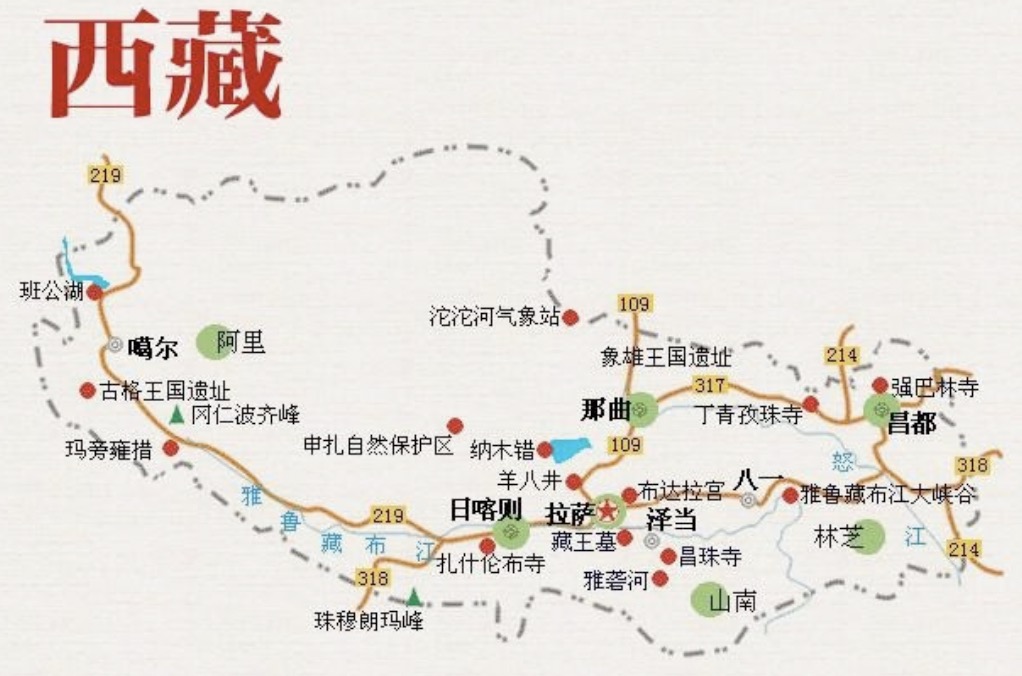 西藏
219
班公湖
沱沱河气象站
109
噶尔
阿里
象雄王国遗址
214
317
强巴林寺
古格王国遗址
冈仁波齐峰
那曲
丁青孜珠寺
昌都
玛旁雍措
申扎自然保护区
纳木错
109
怒
318
羊八井
八一
雅
布达拉宫
雅鲁藏布江大峡谷
日喀则
拉萨
泽当
鲁
219
藏
布
江
藏王墓
林芝
江
扎什伦布寺
昌珠寺
214
318
雅砻河
珠穆朗玛峰
山南